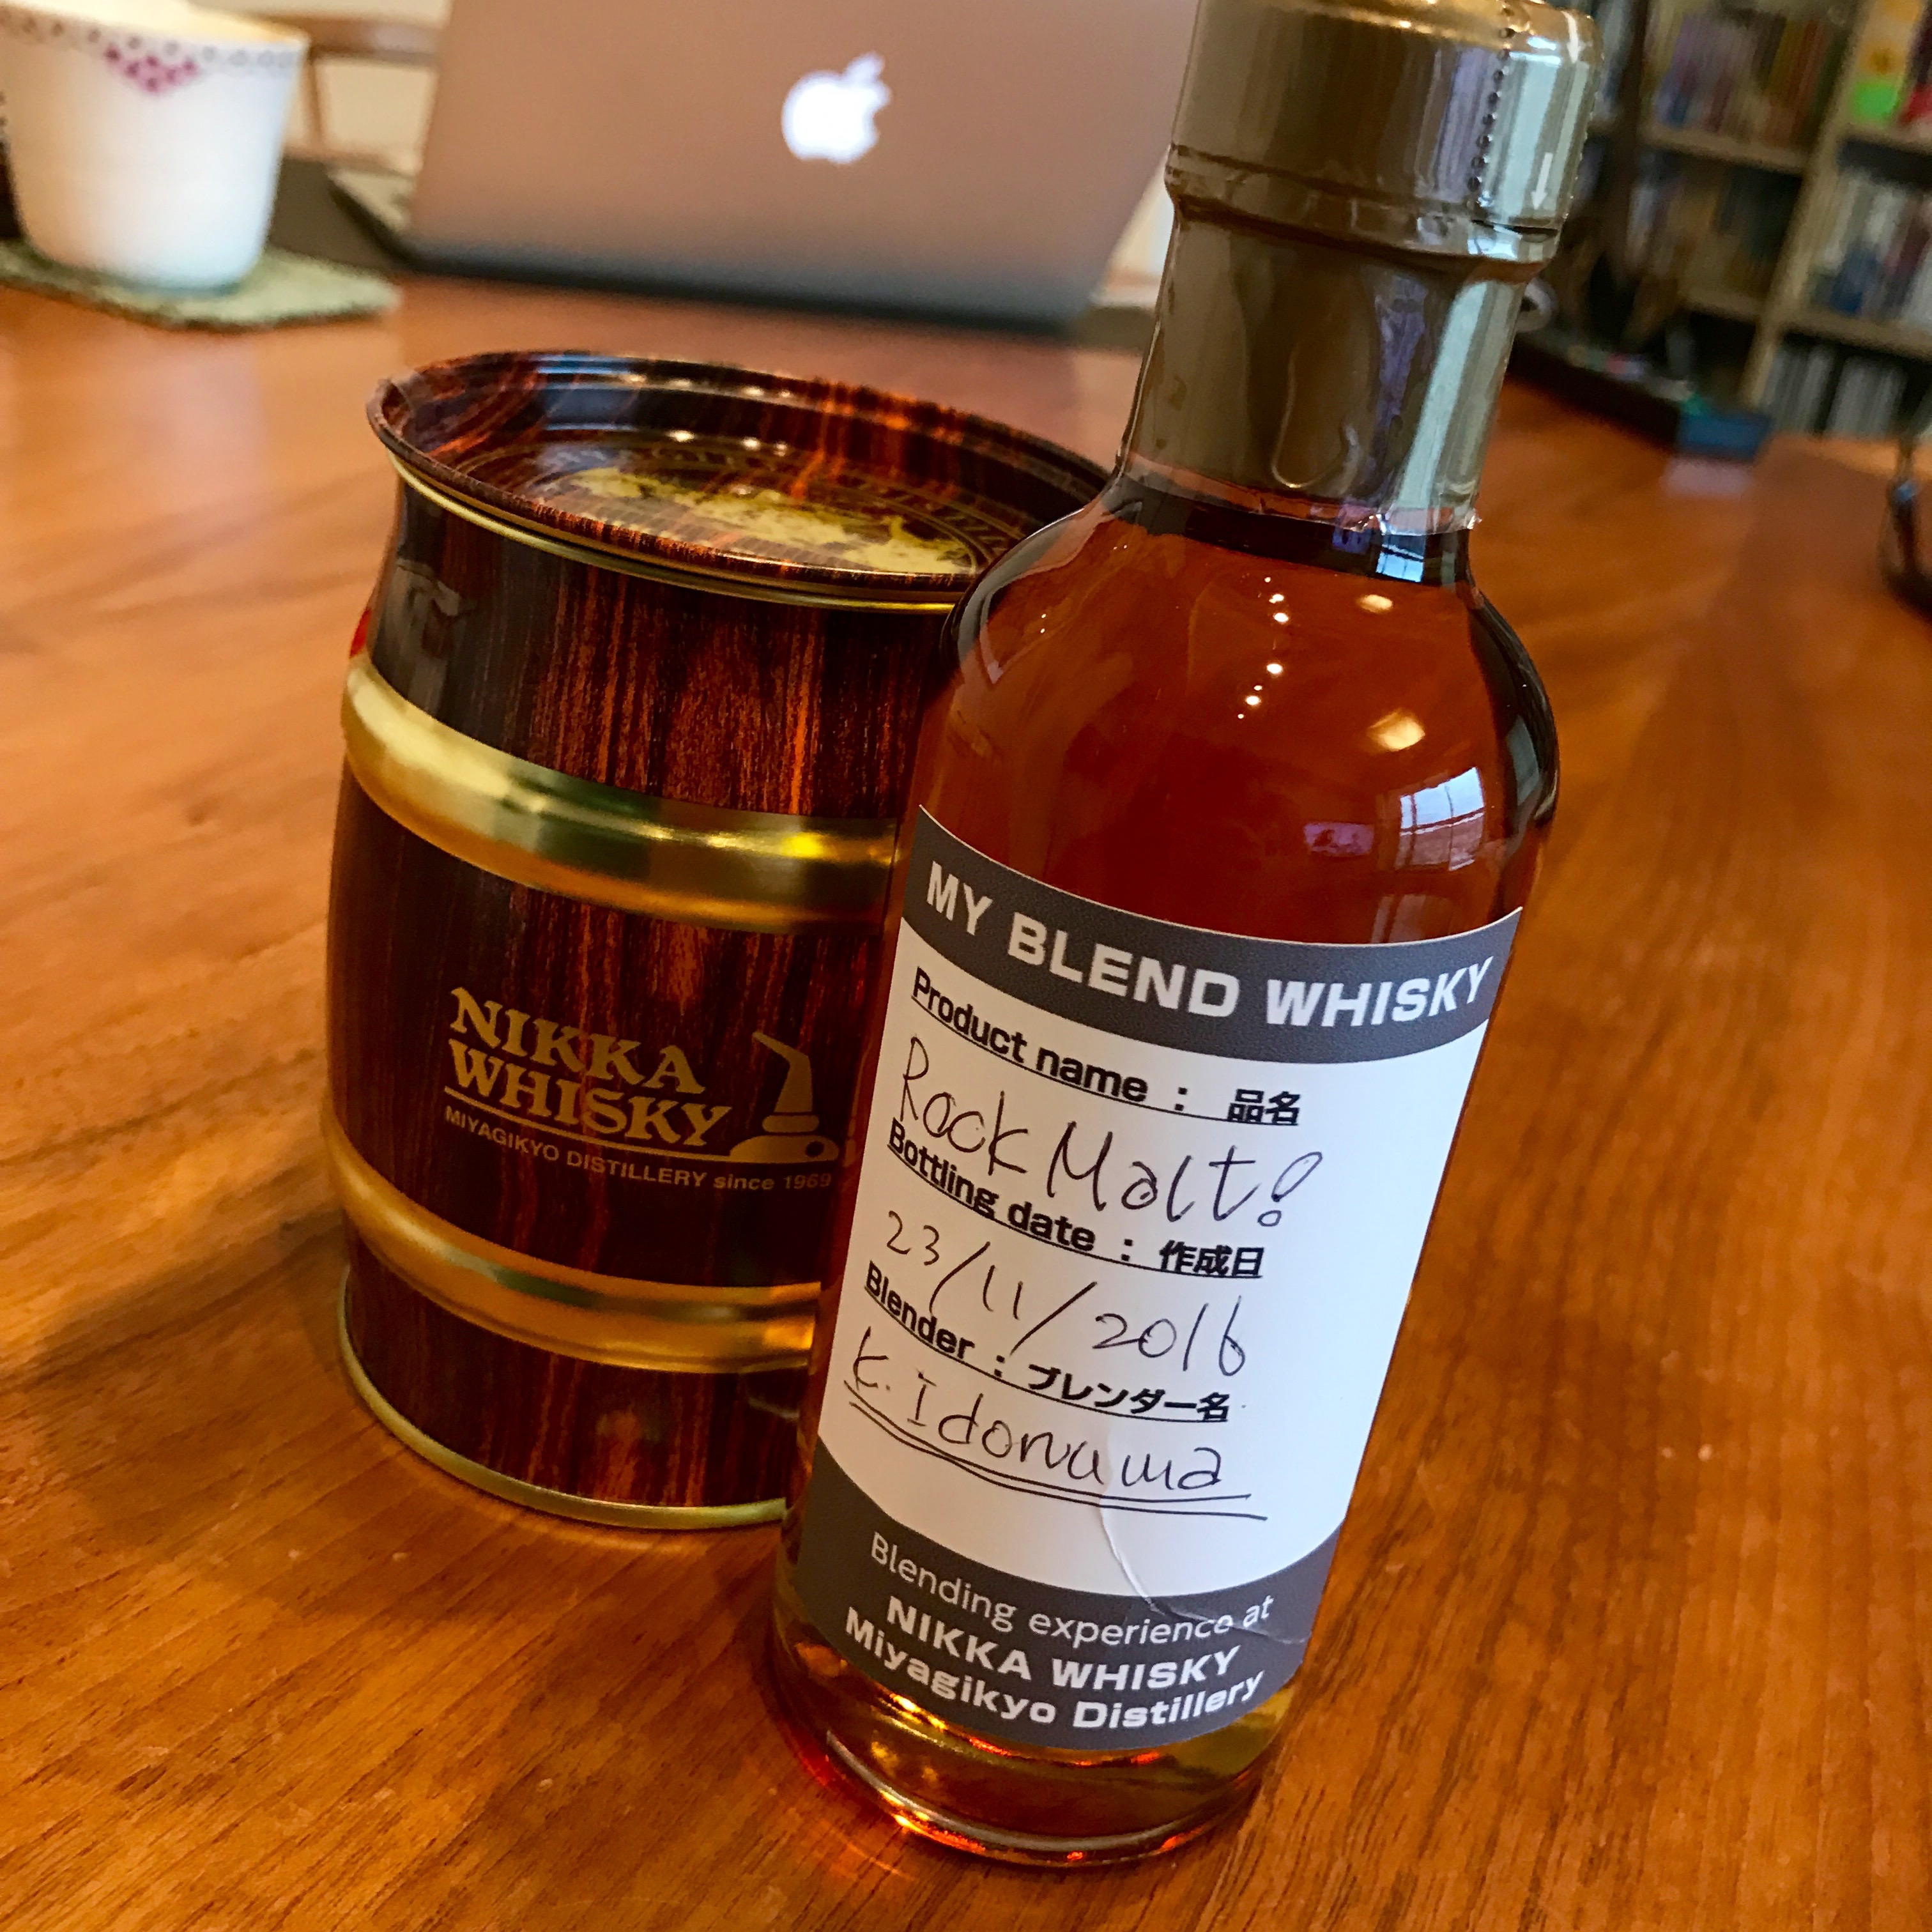 NIKKA
WHISKY
MIYAGIKYO DISTILLERY since 1969
MY BLEND WHISKY
Product name : 品名
Rock Malt!
Bottling date : 作成日
23/11/2016
Blender : ブレンダー名
K. Idonuma
Blending experience at
NIKKA WHISKY
Miyagikyo Distillery